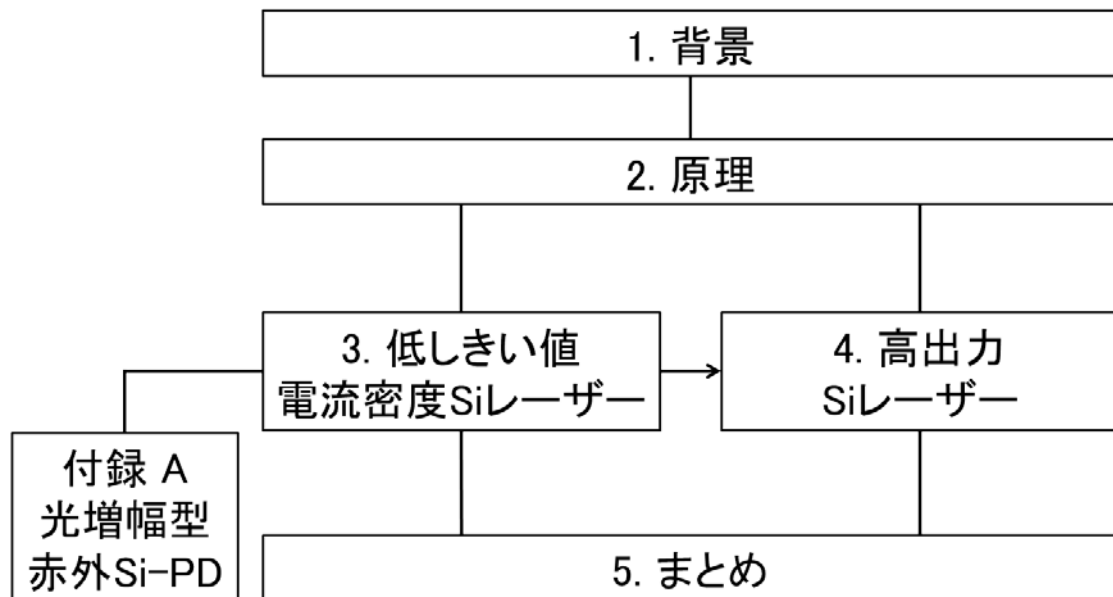 1. 背景
2. 原理
3. 低しきい値
電流密度Siレーザー
4. 高出力
Siレーザー
付録 A
光増幅型
赤外Si-PD
5. まとめ